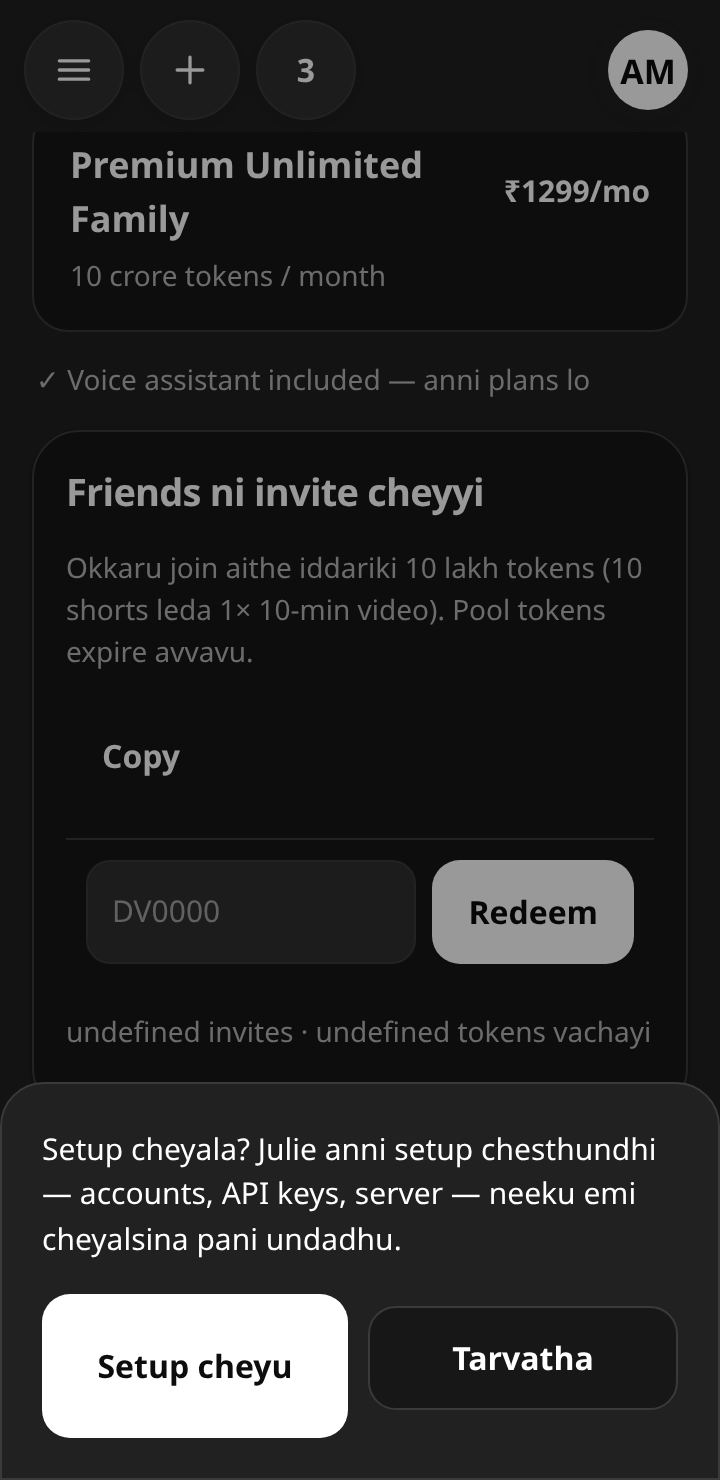 3
AM
Premium Unlimited
Family
₹1299/mo
10 crore tokens / month
✓ Voice assistant included — anni plans lo
Friends ni invite cheyyi
Okkaru join aithe iddariki 10 lakh tokens (10
shorts leda 1× 10-min video). Pool tokens
expire avvavu.
Copy
DV0000
Redeem
undefined invites · undefined tokens vachayi
Setup cheyala? Julie anni setup chesthundhi
— accounts, API keys, server — neeku emi
cheyalsina pani undadhu.
Setup cheyu
Tarvatha